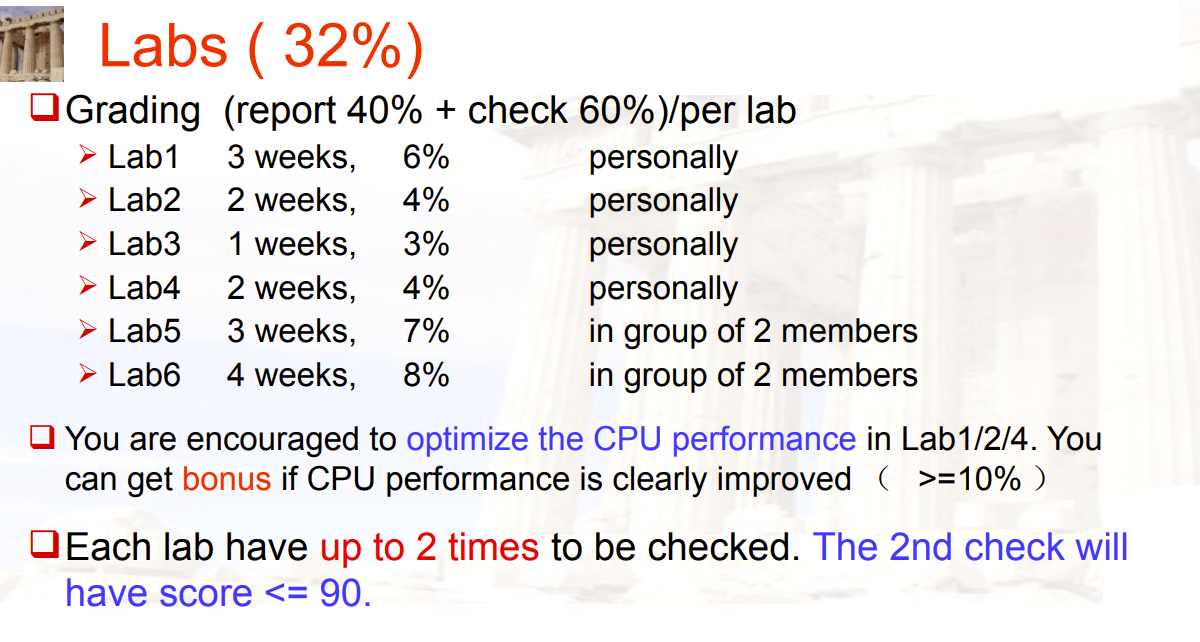 Labs ( 32%)
Grading (report 40% + check 60%)/per lab
Lab1 3 weeks, 6% personally
Lab2 2 weeks, 4% personally
Lab3 1 weeks, 3% personally
Lab4 2 weeks, 4% personally
Lab5 3 weeks, 7% in group of 2 members
Lab6 4 weeks, 8% in group of 2 members
You are encouraged to optimize the CPU performance in Lab1/2/4. You
can get bonus if CPU performance is clearly improved （ >=10% ）
Each lab have up to 2 times to be checked. The 2nd check will
have score <= 90.